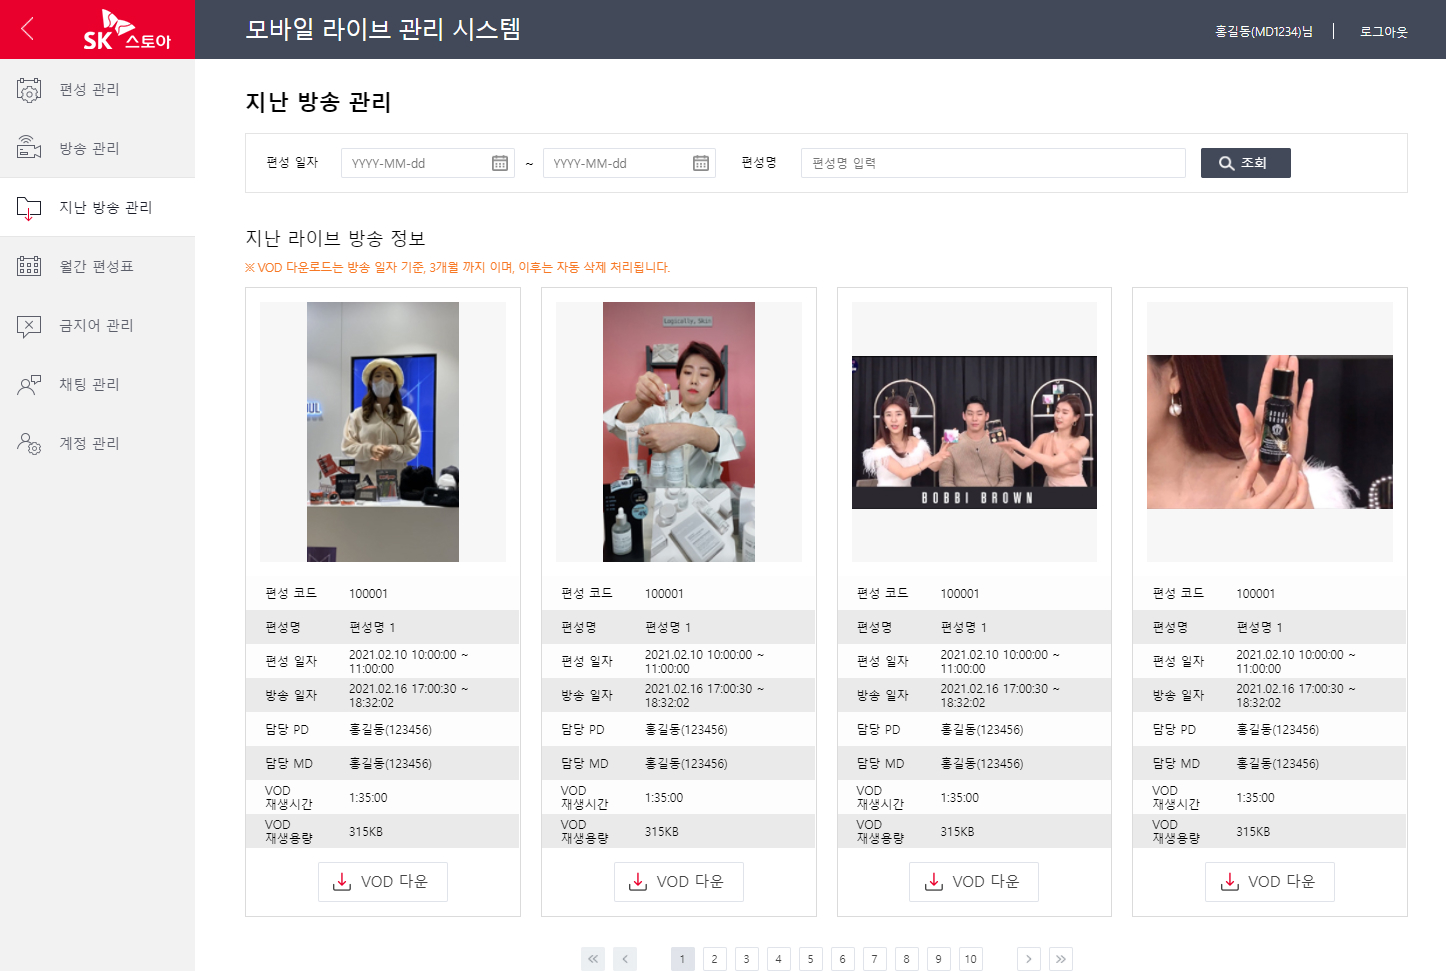 SK스토아
모바일 라이브 관리 시스템
홍길동(MD1234)님
로그아웃
편성 관리
방송 관리
지난 방송 관리
월간 편성표
금지어 관리
채팅 관리
계정 관리
지난 방송 관리
편성 일자 YYYY-MM-dd ~ YYYY-MM-dd 편성명 편성명 입력 조회
지난 라이브 방송 정보
※ VOD 다운로드는 방송 일자 기준, 3개월 까지 이며, 이후는 자동 삭제 처리됩니다.
Logically, Skin
BOBBI BROWN
편성 코드 100001
편성명 편성명 1
편성 일자 2021.02.10 10:00:00 ~
11:00:00
방송 일자 2021.02.16 17:00:30 ~
18:32:02
담당 PD 홍길동(123456)
담당 MD 홍길동(123456)
VOD
재생시간 1:35:00
VOD
재생용량 315KB
VOD 다운
편성 코드 100001
편성명 편성명 1
편성 일자 2021.02.10 10:00:00 ~
11:00:00
방송 일자 2021.02.16 17:00:30 ~
18:32:02
담당 PD 홍길동(123456)
담당 MD 홍길동(123456)
VOD
재생시간 1:35:00
VOD
재생용량 315KB
VOD 다운
편성 코드 100001
편성명 편성명 1
편성 일자 2021.02.10 10:00:00 ~
11:00:00
방송 일자 2021.02.16 17:00:30 ~
18:32:02
담당 PD 홍길동(123456)
담당 MD 홍길동(123456)
VOD
재생시간 1:35:00
VOD
재생용량 315KB
VOD 다운
편성 코드 100001
편성명 편성명 1
편성 일자 2021.02.10 10:00:00 ~
11:00:00
방송 일자 2021.02.16 17:00:30 ~
18:32:02
담당 PD 홍길동(123456)
담당 MD 홍길동(123456)
VOD
재생시간 1:35:00
VOD
재생용량 315KB
VOD 다운
1 2 3 4 5 6 7 8 9 10